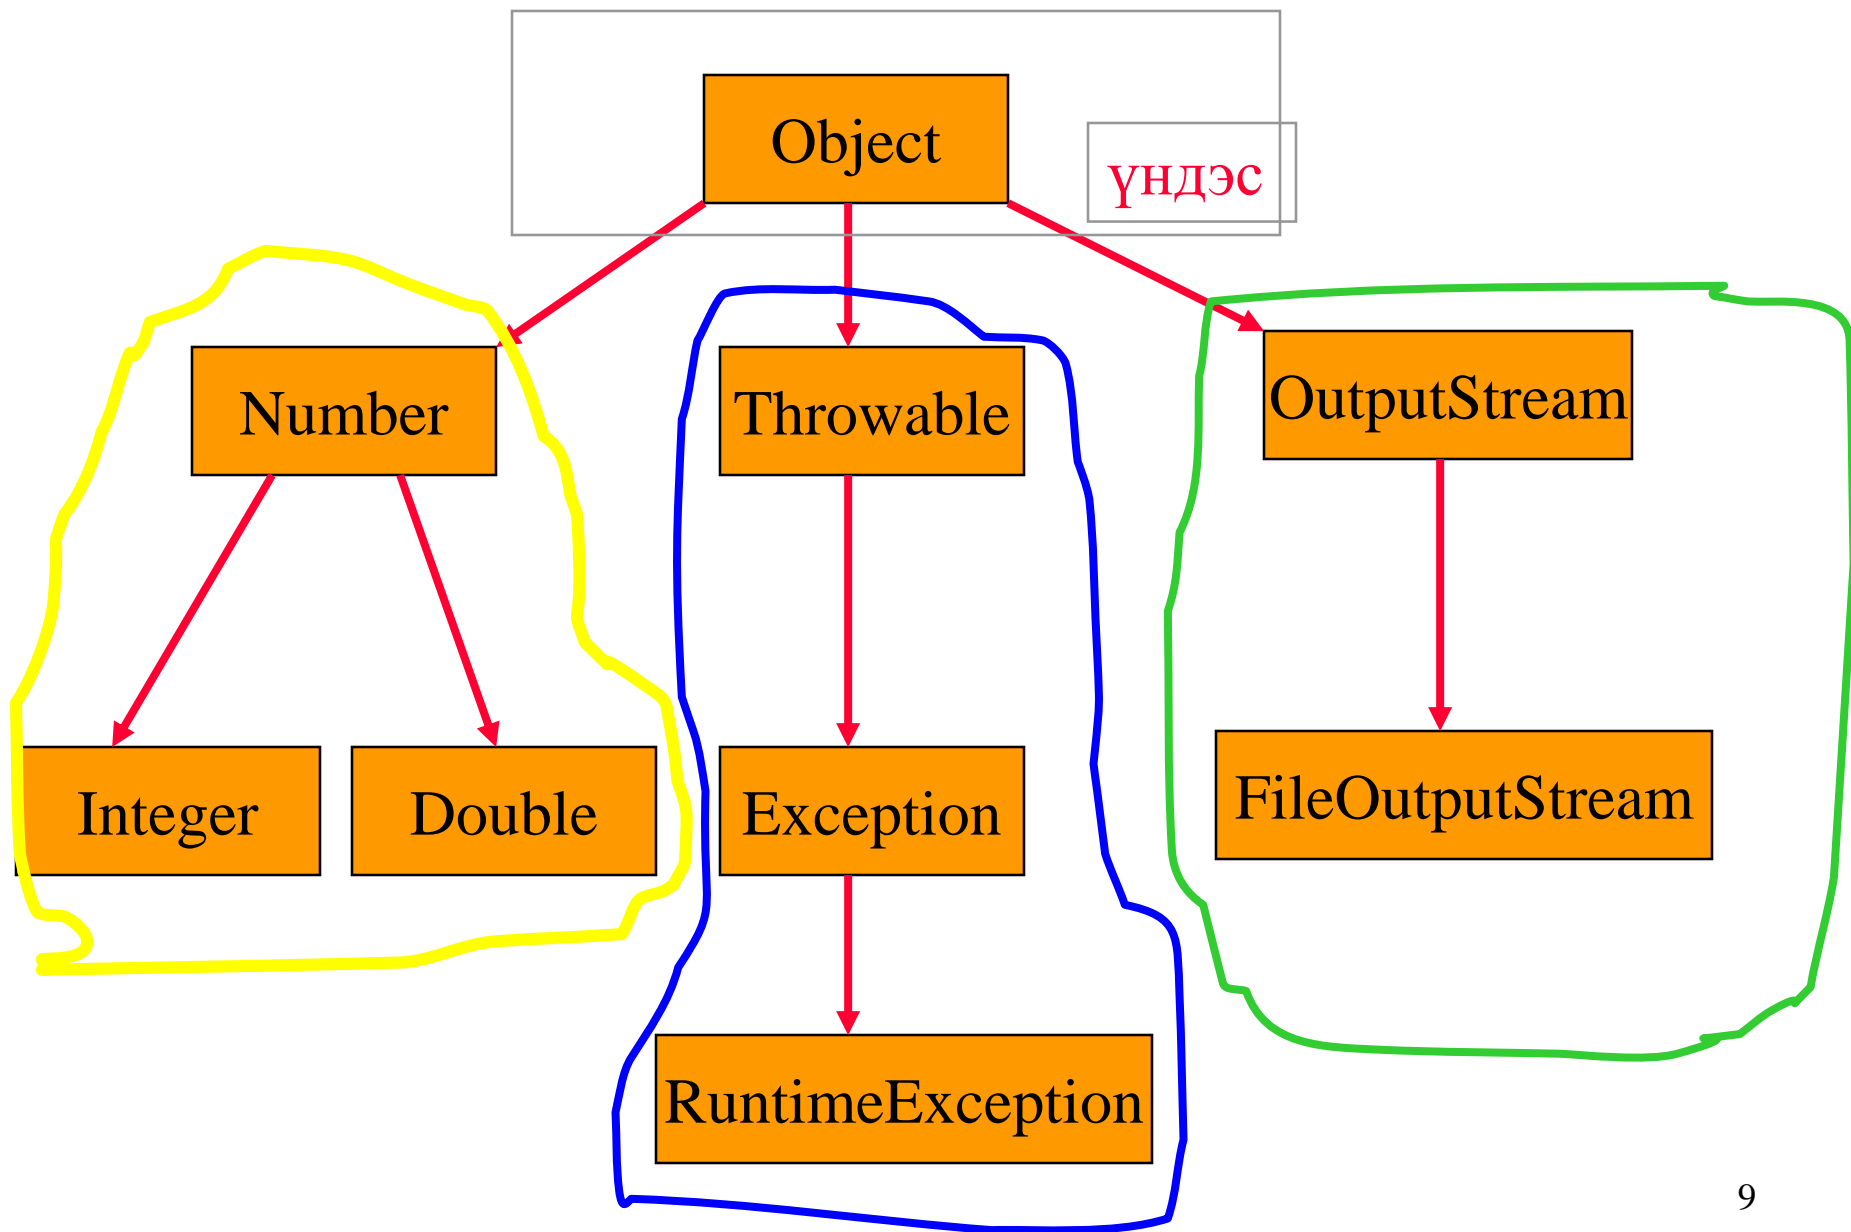 Object
үндэс
Number
Throwable
OutputStream
Integer
Double
Exception
FileOutputStream
RuntimeException
9